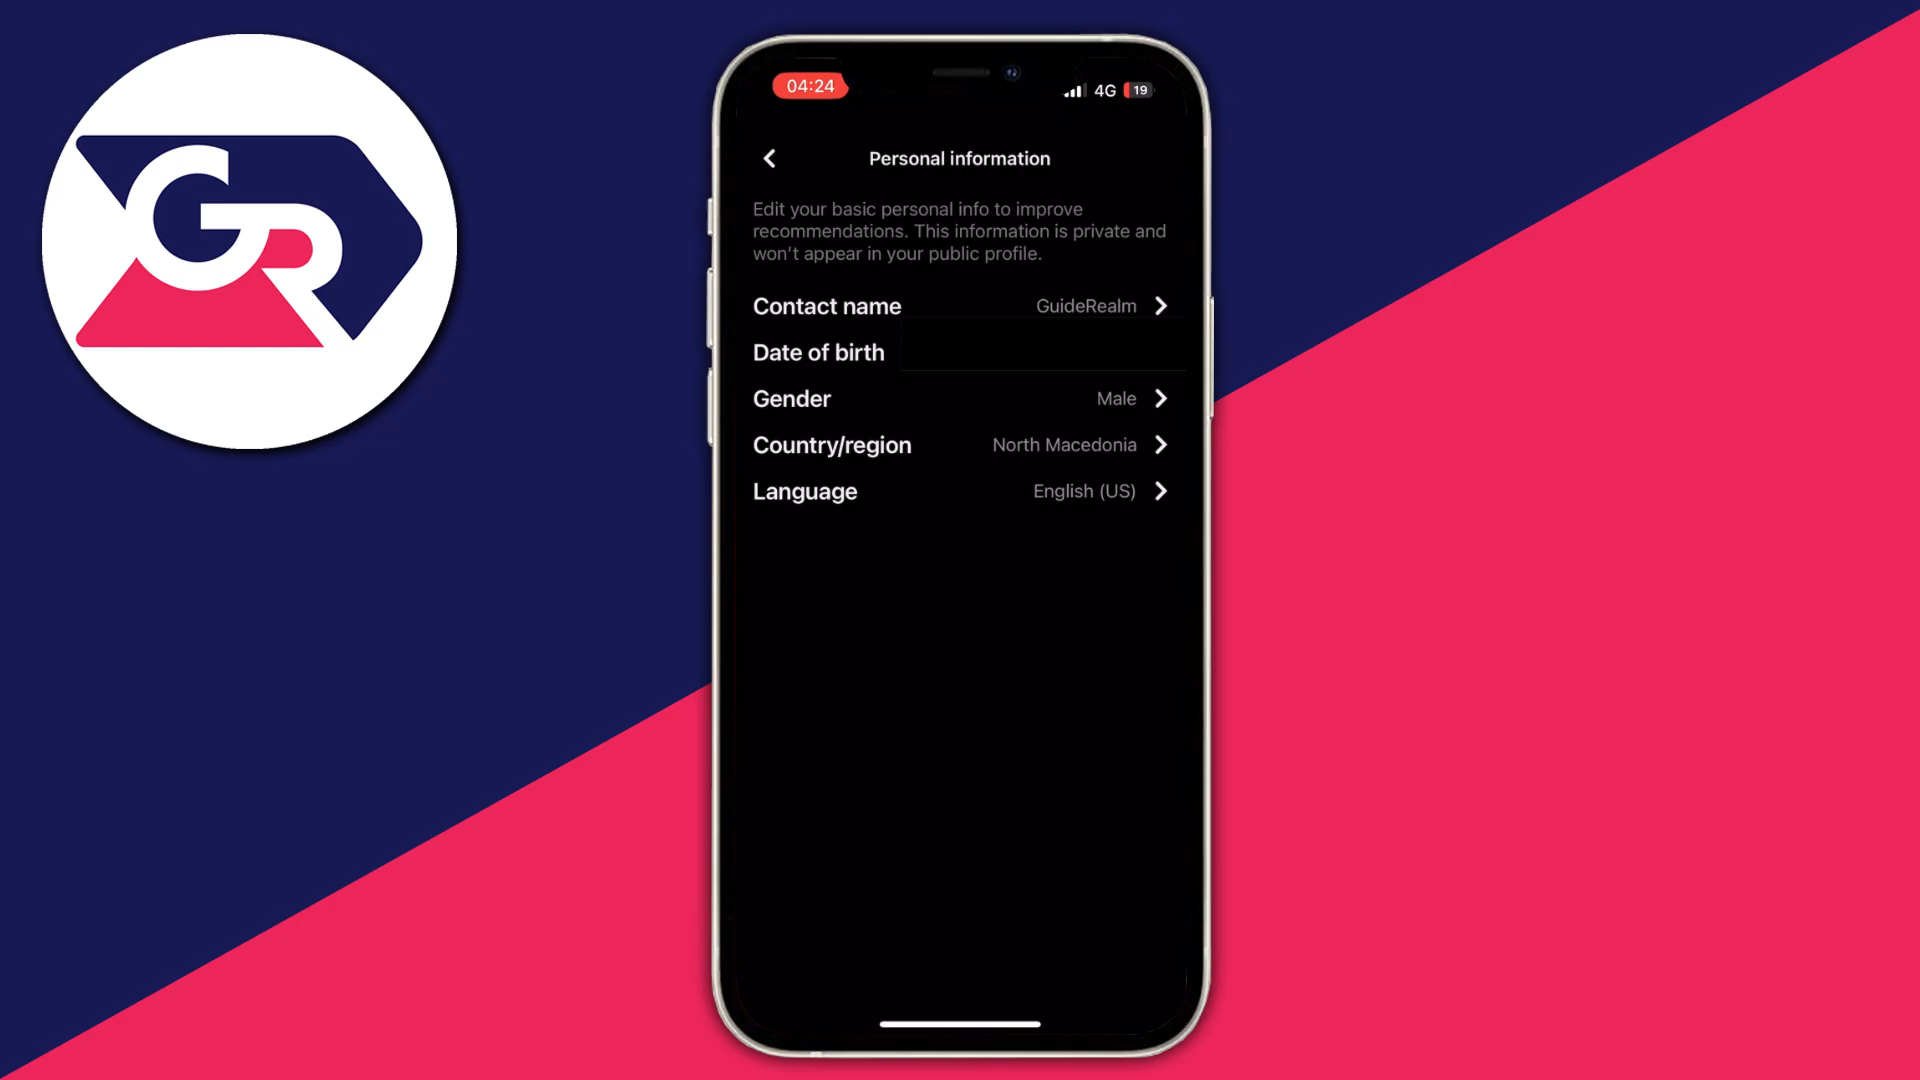 GR
04:24
4G 19
Personal information
Edit your basic personal info to improve
recommendations. This information is private and
won’t appear in your public profile.
Contact name GuideRealm
Date of birth
Gender Male
Country/region North Macedonia
Language English (US)